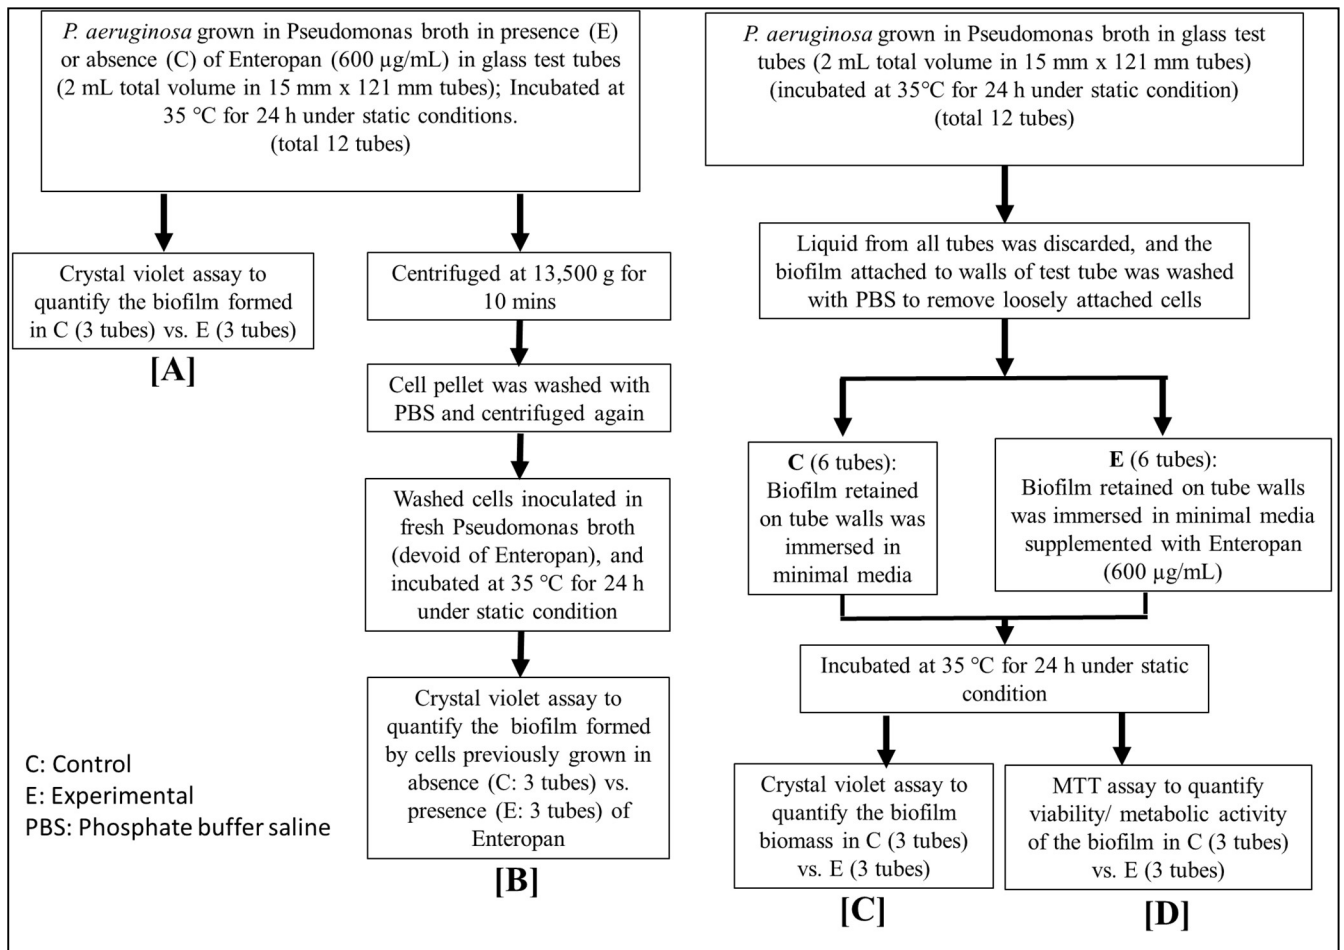 P. aeruginosa grown in Pseudomonas broth in presence (E)
or absence (C) of Enteropan (600 µg/mL) in glass test tubes
(2 mL total volume in 15 mm x 121 mm tubes); Incubated at
35 °C for 24 h under static conditions.
(total 12 tubes)
Crystal violet assay to
quantify the biofilm formed
in C (3 tubes) vs. E (3 tubes)
[A]
Centrifuged at 13,500 g for
10 mins
Cell pellet was washed with
PBS and centrifuged again
Washed cells inoculated in
fresh Pseudomonas broth
(devoid of Enteropan), and
incubated at 35 °C for 24 h
under static condition
Crystal violet assay to
quantify the biofilm formed
by cells previously grown in
absence (C: 3 tubes) vs.
presence (E: 3 tubes) of
Enteropan
[B]
C: Control
E: Experimental
PBS: Phosphate buffer saline
P. aeruginosa grown in Pseudomonas broth in glass test
tubes (2 mL total volume in 15 mm x 121 mm tubes)
(incubated at 35°C for 24 h under static condition)
(total 12 tubes)
Liquid from all tubes was discarded, and the
biofilm attached to walls of test tube was washed
with PBS to remove loosely attached cells
C (6 tubes):
Biofilm retained
on tube walls was
immersed in
minimal media
E (6 tubes):
Biofilm retained on tube walls
was immersed in minimal media
supplemented with Enteropan
(600 µg/mL)
Incubated at 35 °C for 24 h under static
condition
Crystal violet assay to
quantify the biofilm
biomass in C (3 tubes)
vs. E (3 tubes)
[C]
MTT assay to quantify
viability/ metabolic activity
of the biofilm in C (3 tubes)
vs. E (3 tubes)
[D]